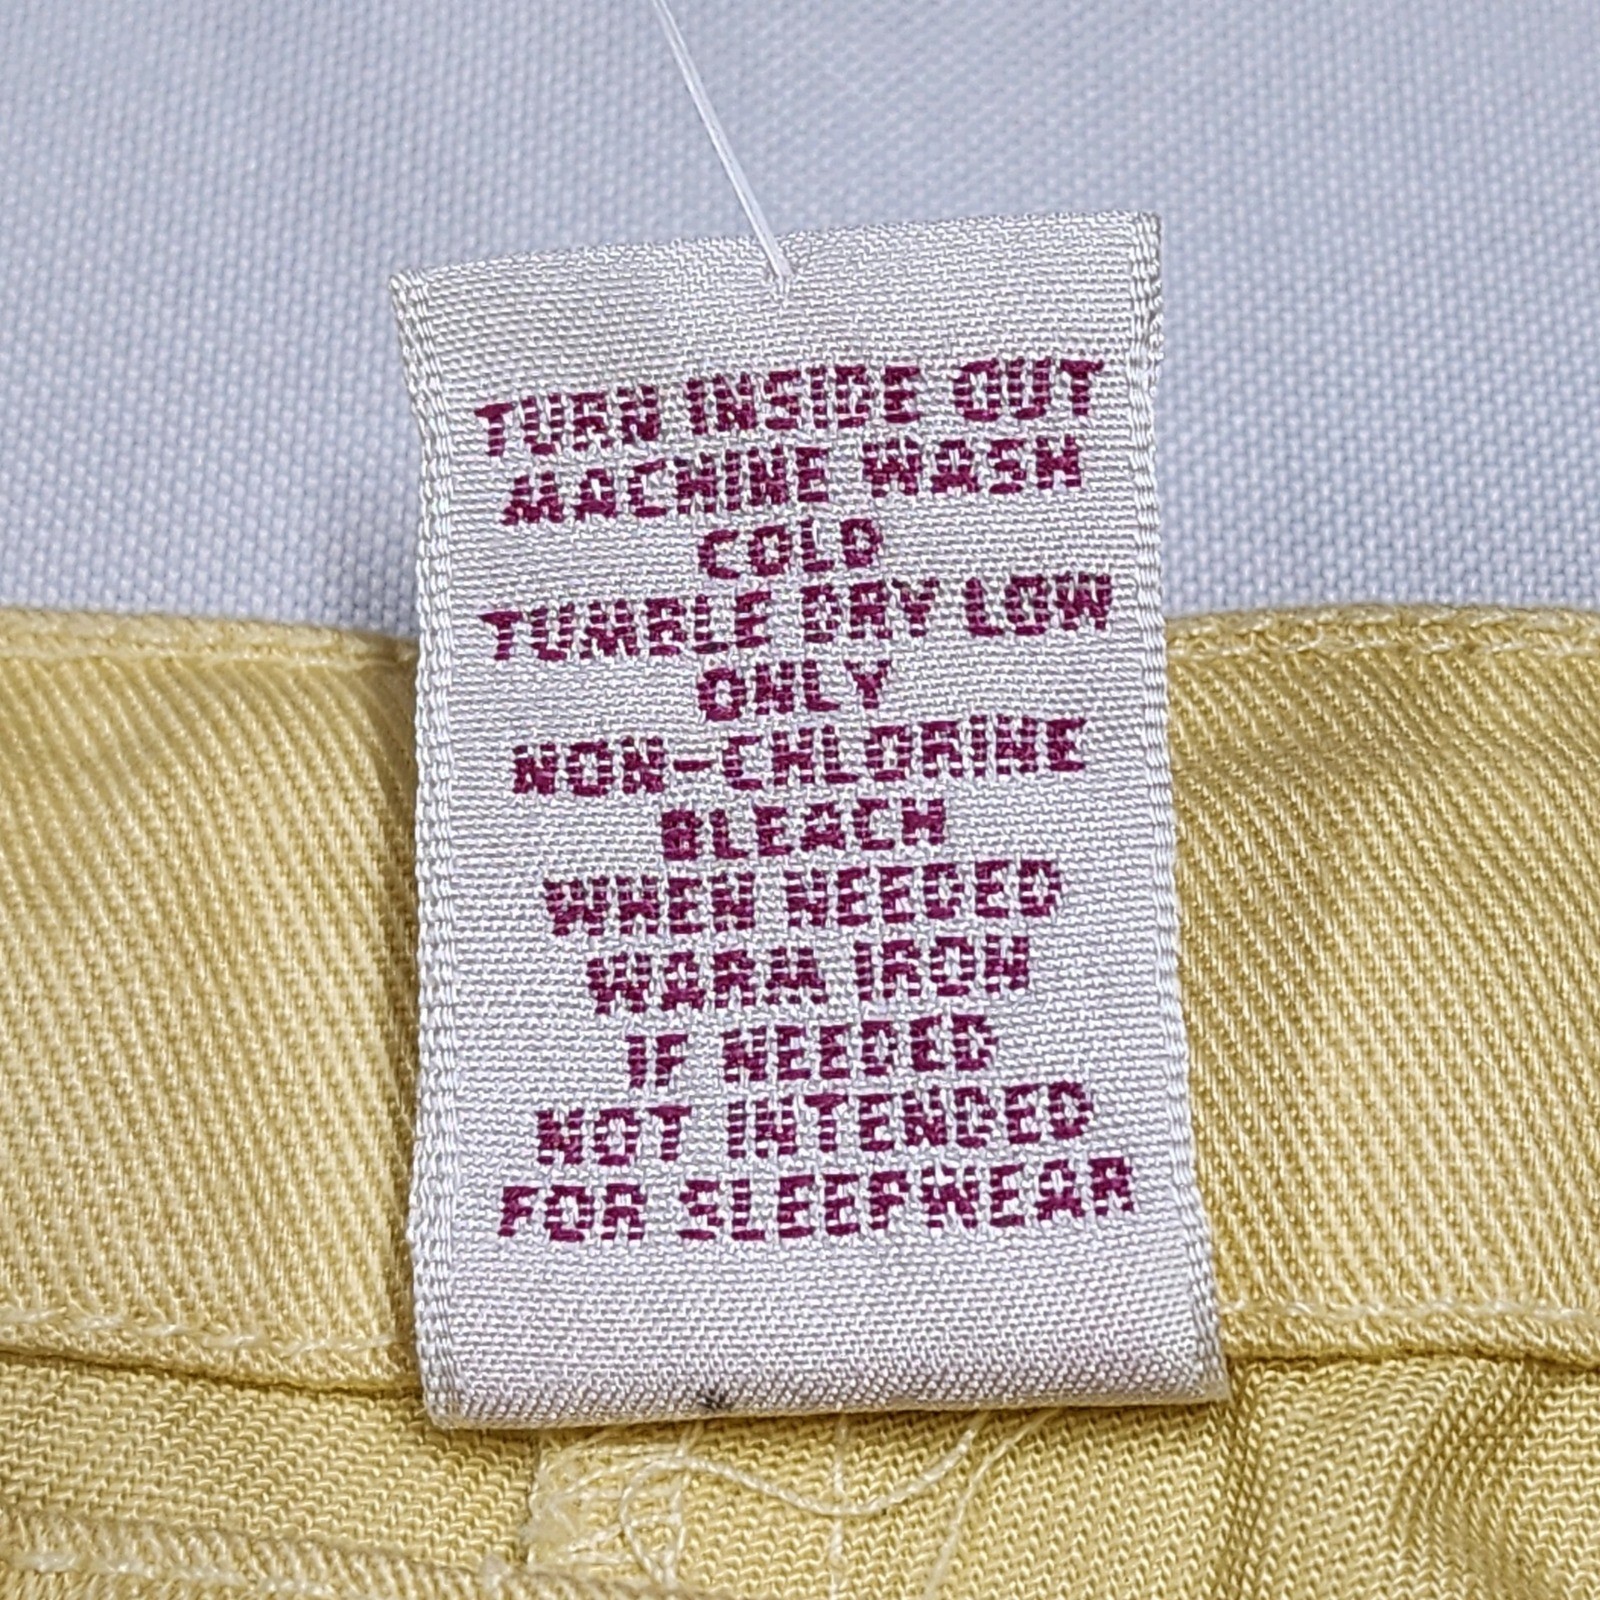 TURN INSIDE OUT
MACHINE WASH
COLD
TUMBLE DRY LOW
ONLY
NON-CHLORINE
BLEACH
WHEN NEEDED
WARM IRON
IF NEEDED
NOT INTENDED
FOR SLEEPWEAR